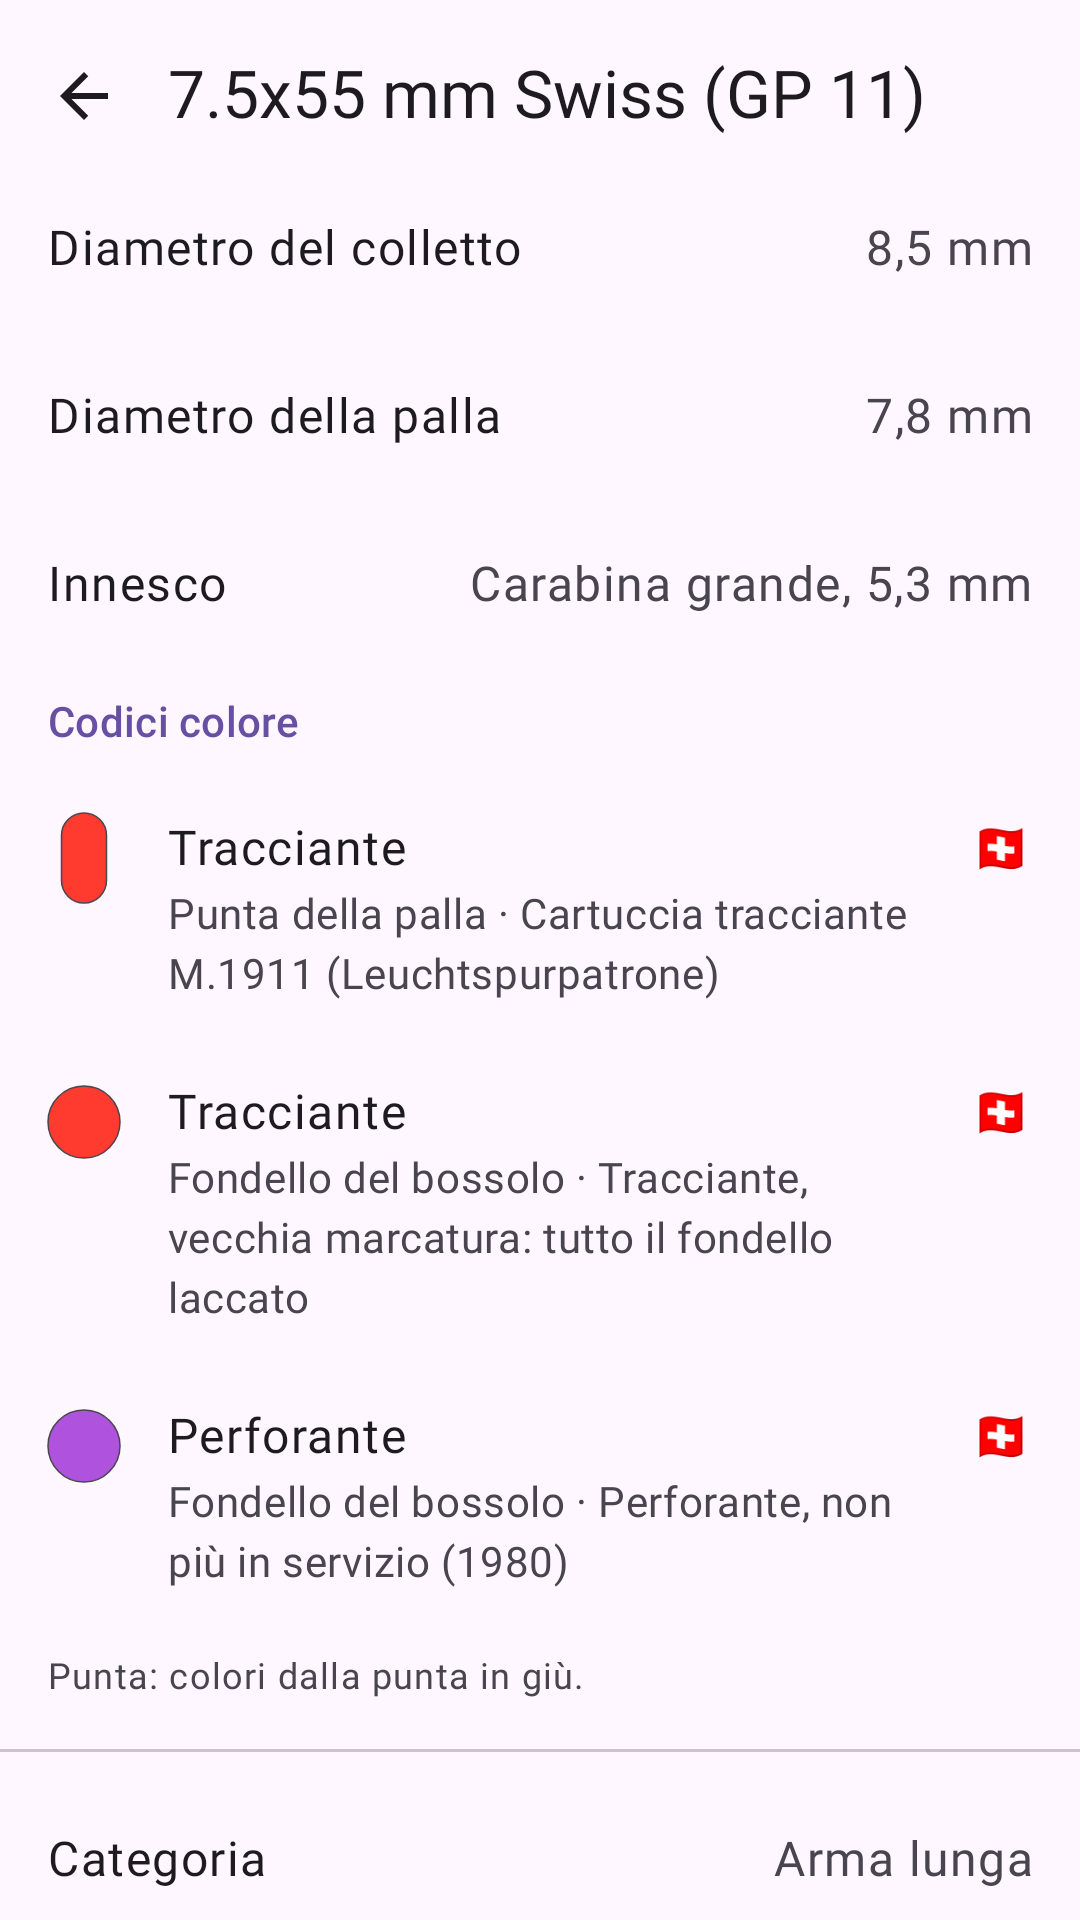 7.5x55 mm Swiss (GP 11)
Diametro del colletto 8,5 mm
Diametro della palla 7,8 mm
Innesco Carabina grande, 5,3 mm
Codici colore
Tracciante
Punta della palla · Cartuccia tracciante
M.1911 (Leuchtspurpatrone)
Tracciante
Fondello del bossolo · Tracciante,
vecchia marcatura: tutto il fondello
laccato
Perforante
Fondello del bossolo · Perforante, non
più in servizio (1980)
Punta: colori dalla punta in giù.
Categoria Arma lunga